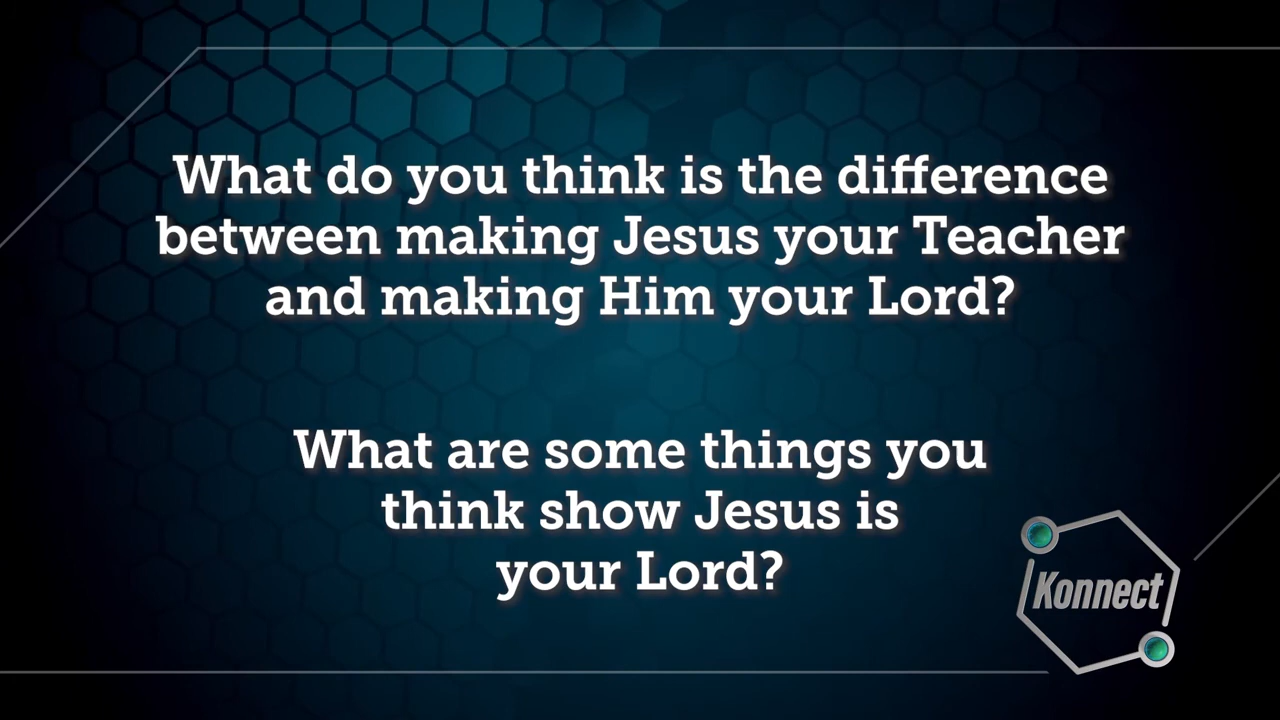 What do you think is the difference
between making Jesus your Teacher
and making Him your Lord?
What are some things you
think show Jesus is
your Lord?
Konnect